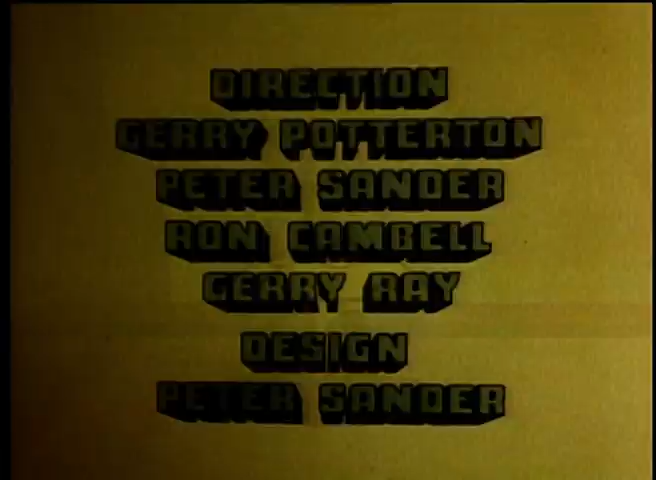 DIRECTION
GERRY POTTERTON
PETER SANDER
RON CAMBELL
GERRY RAY
DESIGN
PETER SANDER